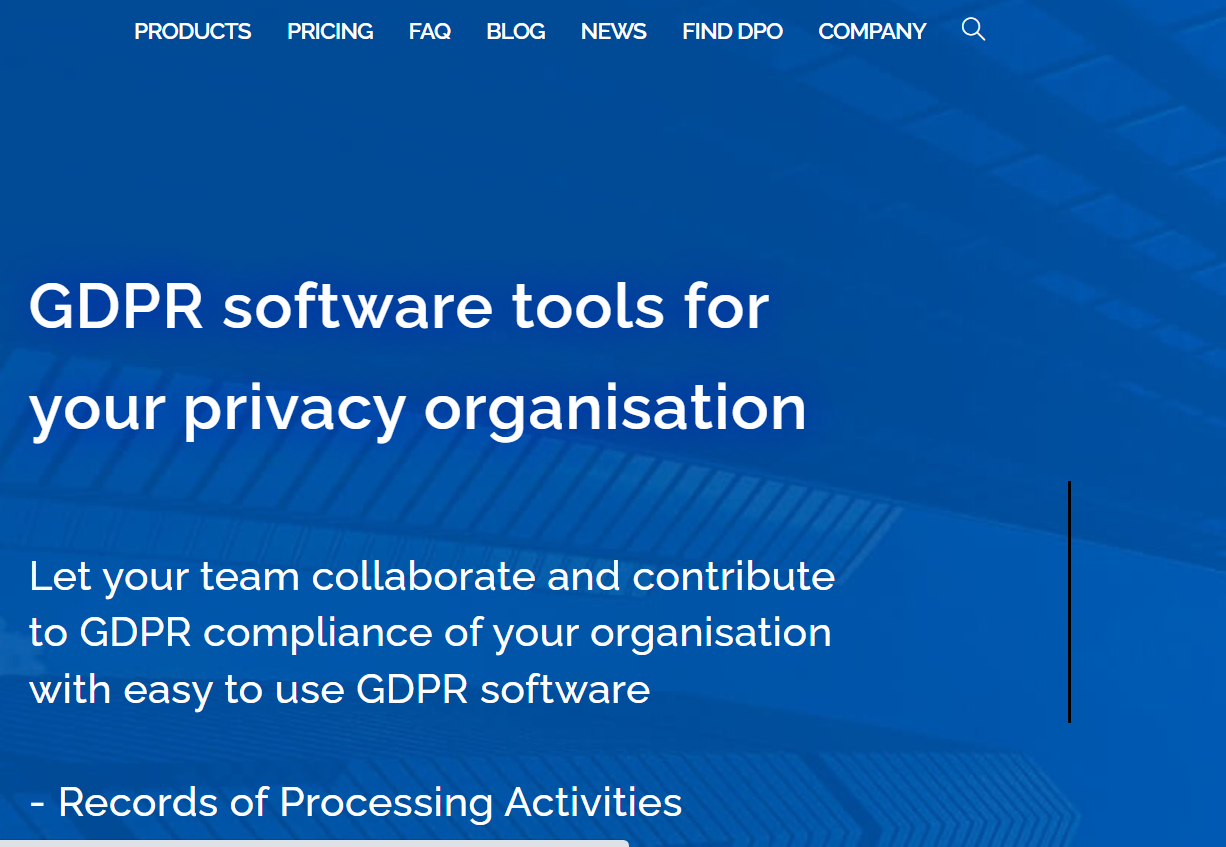 PRODUCTS PRICING FAQ BLOG NEWS FIND DPO COMPANY
GDPR software tools for
your privacy organisation
Let your team collaborate and contribute
to GDPR compliance of your organisation
with easy to use GDPR software
- Records of Processing Activities